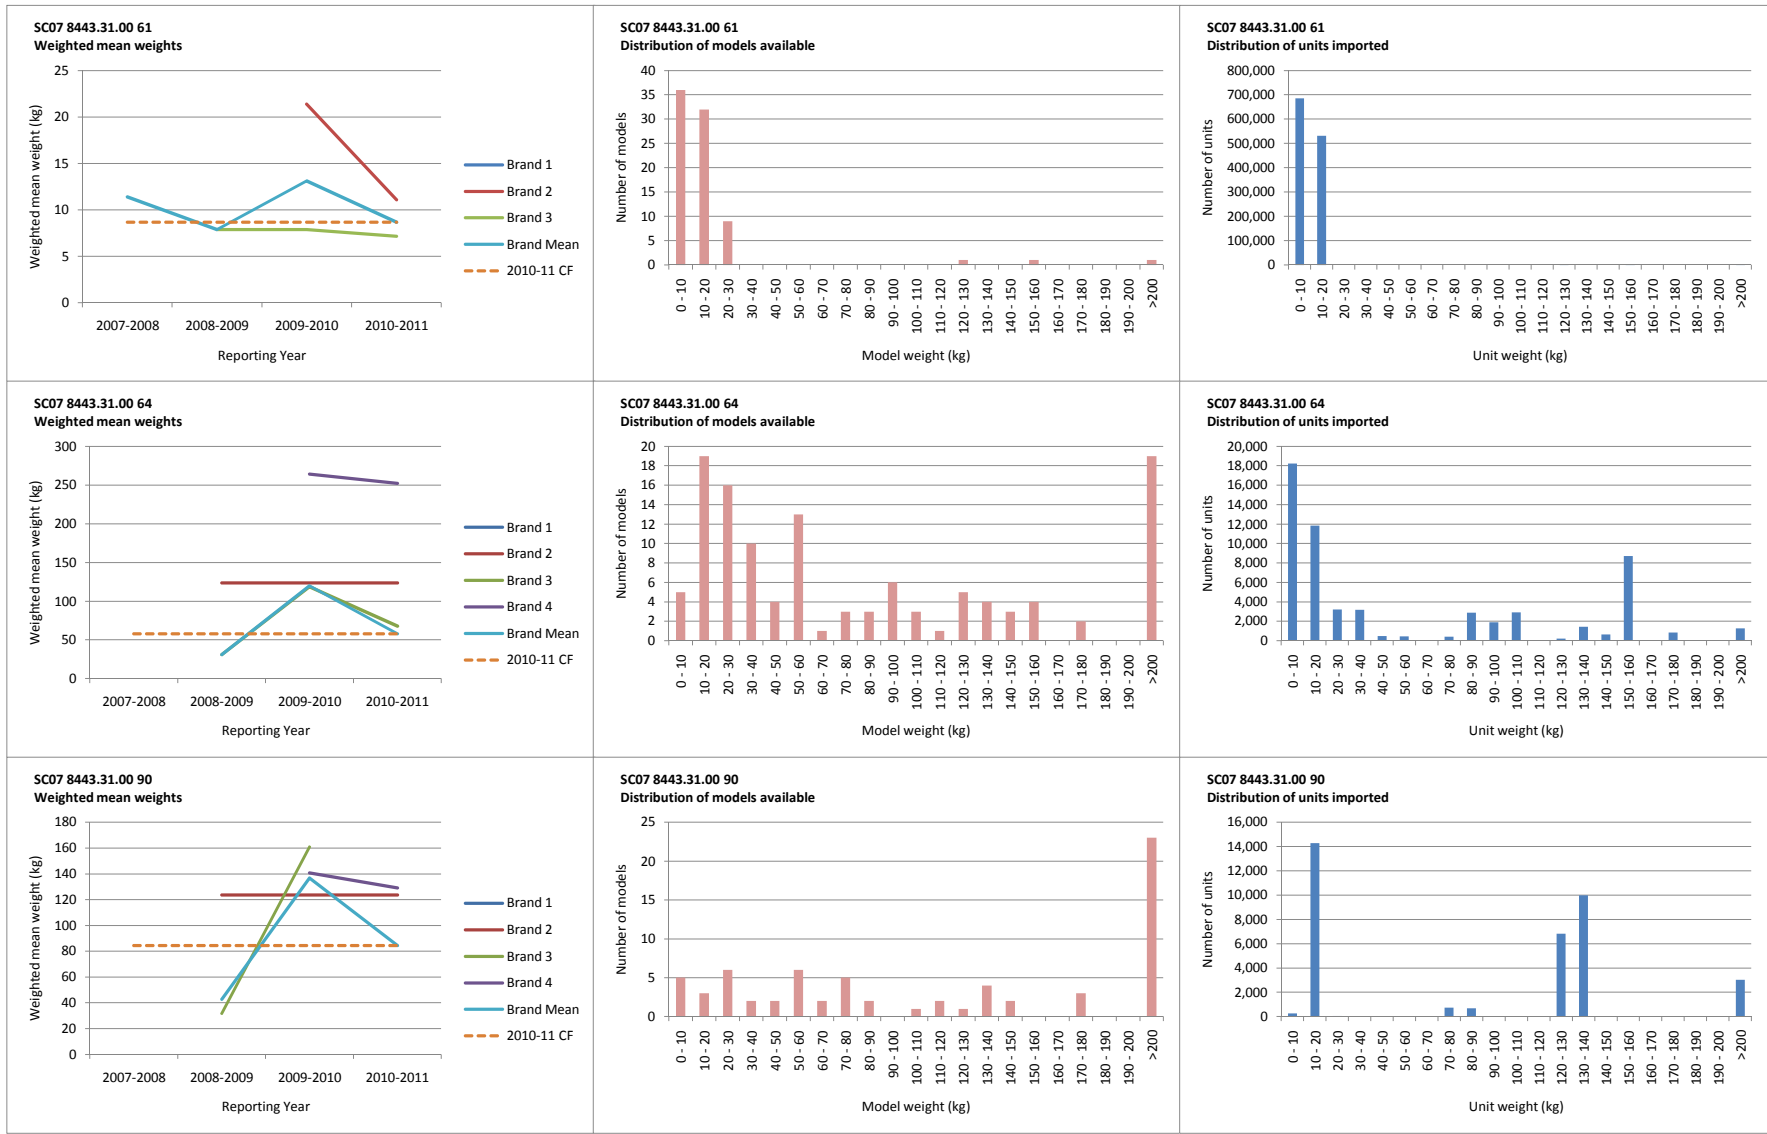 SC07 8443.31.00 61
Weighted mean weights
Weighted mean weight (kg)
25
20
15
10
5
0
2007-2008 2008-2009 2009-2010 2010-2011
Reporting Year
Brand 1
Brand 2
Brand 3
Brand Mean
2010-11 CF
SC07 8443.31.00 61
Distribution of models available
Number of models
40
35
30
25
20
15
10
5
0
0 - 10
10 - 20
20 - 30
30 - 40
40 - 50
50 - 60
60 - 70
70 - 80
80 - 90
90 - 100
100 - 110
110 - 120
120 - 130
130 - 140
140 - 150
150 - 160
160 - 170
170 - 180
180 - 190
190 - 200
>200
Model weight (kg)
SC07 8443.31.00 61
Distribution of units imported
Number of units
800,000
700,000
600,000
500,000
400,000
300,000
200,000
100,000
0
0 - 10
10 - 20
20 - 30
30 - 40
40 - 50
50 - 60
60 - 70
70 - 80
80 - 90
90 - 100
100 - 110
110 - 120
120 - 130
130 - 140
140 - 150
150 - 160
160 - 170
170 - 180
180 - 190
190 - 200
>200
Unit weight (kg)
SC07 8443.31.00 64
Weighted mean weights
Weighted mean weight (kg)
300
250
200
150
100
50
0
2007-2008 2008-2009 2009-2010 2010-2011
Reporting Year
Brand 1
Brand 2
Brand 3
Brand 4
Brand Mean
2010-11 CF
SC07 8443.31.00 64
Distribution of models available
Number of models
20
18
16
14
12
10
8
6
4
2
0
0 - 10
10 - 20
20 - 30
30 - 40
40 - 50
50 - 60
60 - 70
70 - 80
80 - 90
90 - 100
100 - 110
110 - 120
120 - 130
130 - 140
140 - 150
150 - 160
160 - 170
170 - 180
180 - 190
190 - 200
>200
Model weight (kg)
SC07 8443.31.00 64
Distribution of units imported
Number of units
20,000
18,000
16,000
14,000
12,000
10,000
8,000
6,000
4,000
2,000
0
0 - 10
10 - 20
20 - 30
30 - 40
40 - 50
50 - 60
60 - 70
70 - 80
80 - 90
90 - 100
100 - 110
110 - 120
120 - 130
130 - 140
140 - 150
150 - 160
160 - 170
170 - 180
180 - 190
190 - 200
>200
Unit weight (kg)
SC07 8443.31.00 90
Weighted mean weights
Weighted mean weight (kg)
180
160
140
120
100
80
60
40
20
0
2007-2008 2008-2009 2009-2010 2010-2011
Reporting Year
Brand 1
Brand 2
Brand 3
Brand 4
Brand Mean
2010-11 CF
SC07 8443.31.00 90
Distribution of models available
Number of models
25
20
15
10
5
0
0 - 10
10 - 20
20 - 30
30 - 40
40 - 50
50 - 60
60 - 70
70 - 80
80 - 90
90 - 100
100 - 110
110 - 120
120 - 130
130 - 140
140 - 150
150 - 160
160 - 170
170 - 180
180 - 190
190 - 200
>200
Model weight (kg)
SC07 8443.31.00 90
Distribution of units imported
Number of units
16,000
14,000
12,000
10,000
8,000
6,000
4,000
2,000
0
0 - 10
10 - 20
20 - 30
30 - 40
40 - 50
50 - 60
60 - 70
70 - 80
80 - 90
90 - 100
100 - 110
110 - 120
120 - 130
130 - 140
140 - 150
150 - 160
160 - 170
170 - 180
180 - 190
190 - 200
>200
Unit weight (kg)